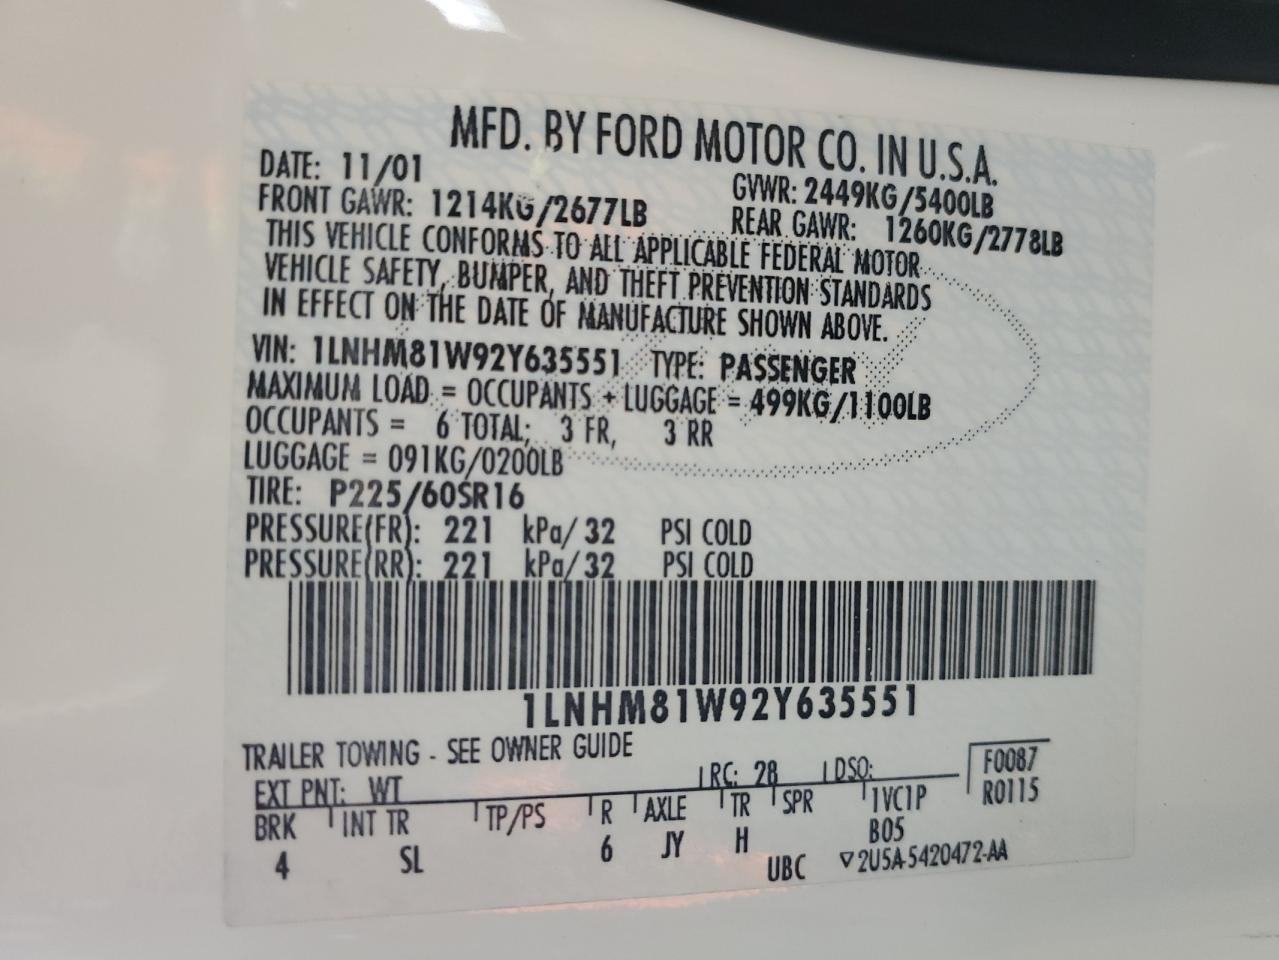 MFD. BY FORD MOTOR CO. IN U.S.A.
DATE: 11/01 GVWR: 2449KG/5400LB
FRONT GAWR: 1214KG/2677LB REAR GAWR: 1260KG/2778LB
THIS VEHICLE CONFORMS TO ALL APPLICABLE FEDERAL MOTOR
VEHICLE SAFETY, BUMPER, AND THEFT PREVENTION STANDARDS
IN EFFECT ON THE DATE OF MANUFACTURE SHOWN ABOVE.
VIN: 1LNHM81W92Y635551 TYPE: PASSENGER
MAXIMUM LOAD = OCCUPANTS + LUGGAGE = 499KG/1100LB
OCCUPANTS = 6 TOTAL; 3 FR, 3 RR
LUGGAGE = 091KG/0200LB
TIRE: P225/60SR16
PRESSURE(FR): 221 kPa/ 32 PSI COLD
PRESSURE(RR): 221 kPa/ 32 PSI COLD
1LNHM81W92Y635551
TRAILER TOWING - SEE OWNER GUIDE
EXT PNT: WT RC: 28 DSO: F0087
BRK INT TR TP/PS R AXLE TR SPR 1VC1P R0115
4 SL 6 JY H B05
UBC ▽2U5A-5420472-AA